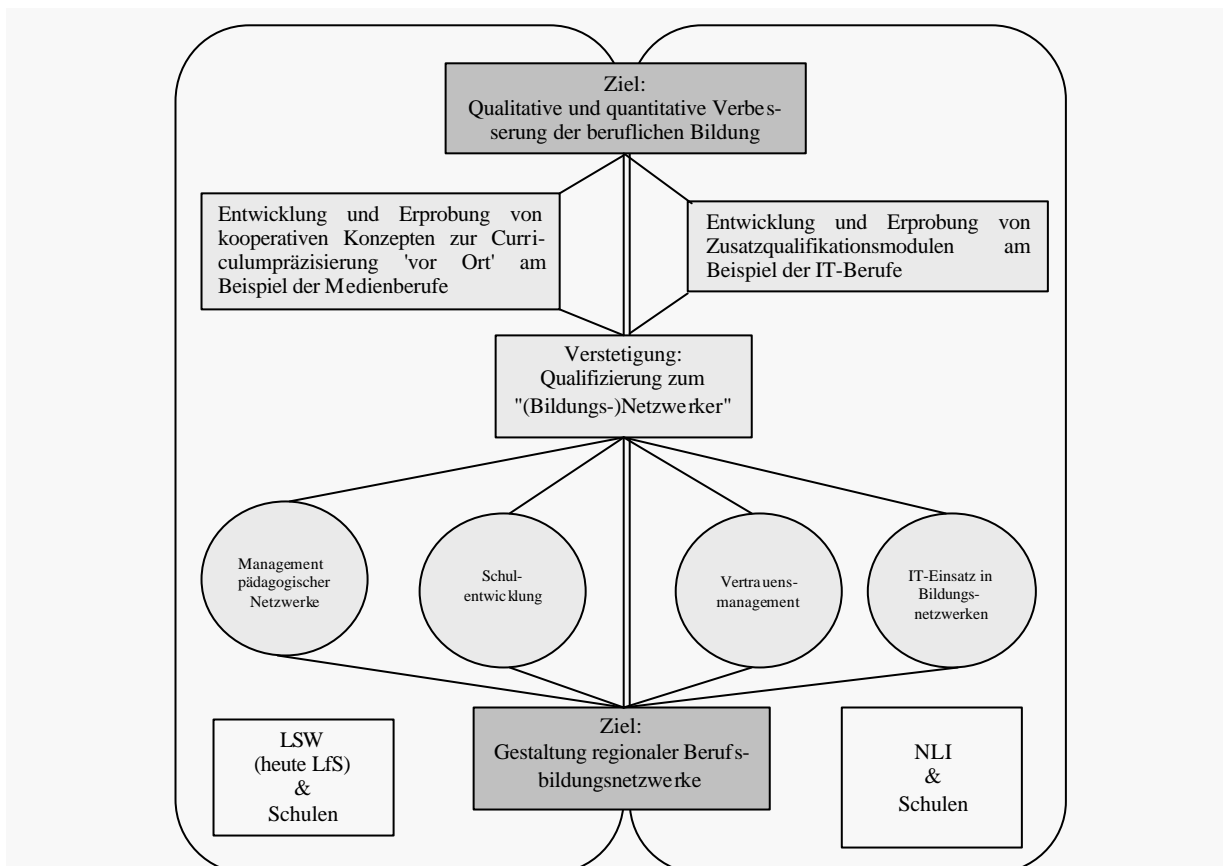 Ziel:
Qualitative und quantitative Verbes-
serung der beruflichen Bildung
Entwicklung und Erprobung von
kooperativen Konzepten zur Curri-
culumpräzisierung 'vor Ort' am
Beispiel der Medienberufe
Entwicklung und Erprobung von
Zusatzqualifikationsmodulen am
Beispiel der IT-Berufe
Verstetigung:
Qualifizierung zum
"(Bildungs-)Netzwerker"
Management
pädagogischer
Netzwerke
Schul-
entwicklung
Vertrauens-
management
IT-Einsatz in
Bildungs-
netzwerken
LSW
(heute LfS)
&
Schulen
Ziel:
Gestaltung regionaler Berufs-
bildungsnetzwerke
NLI
&
Schulen